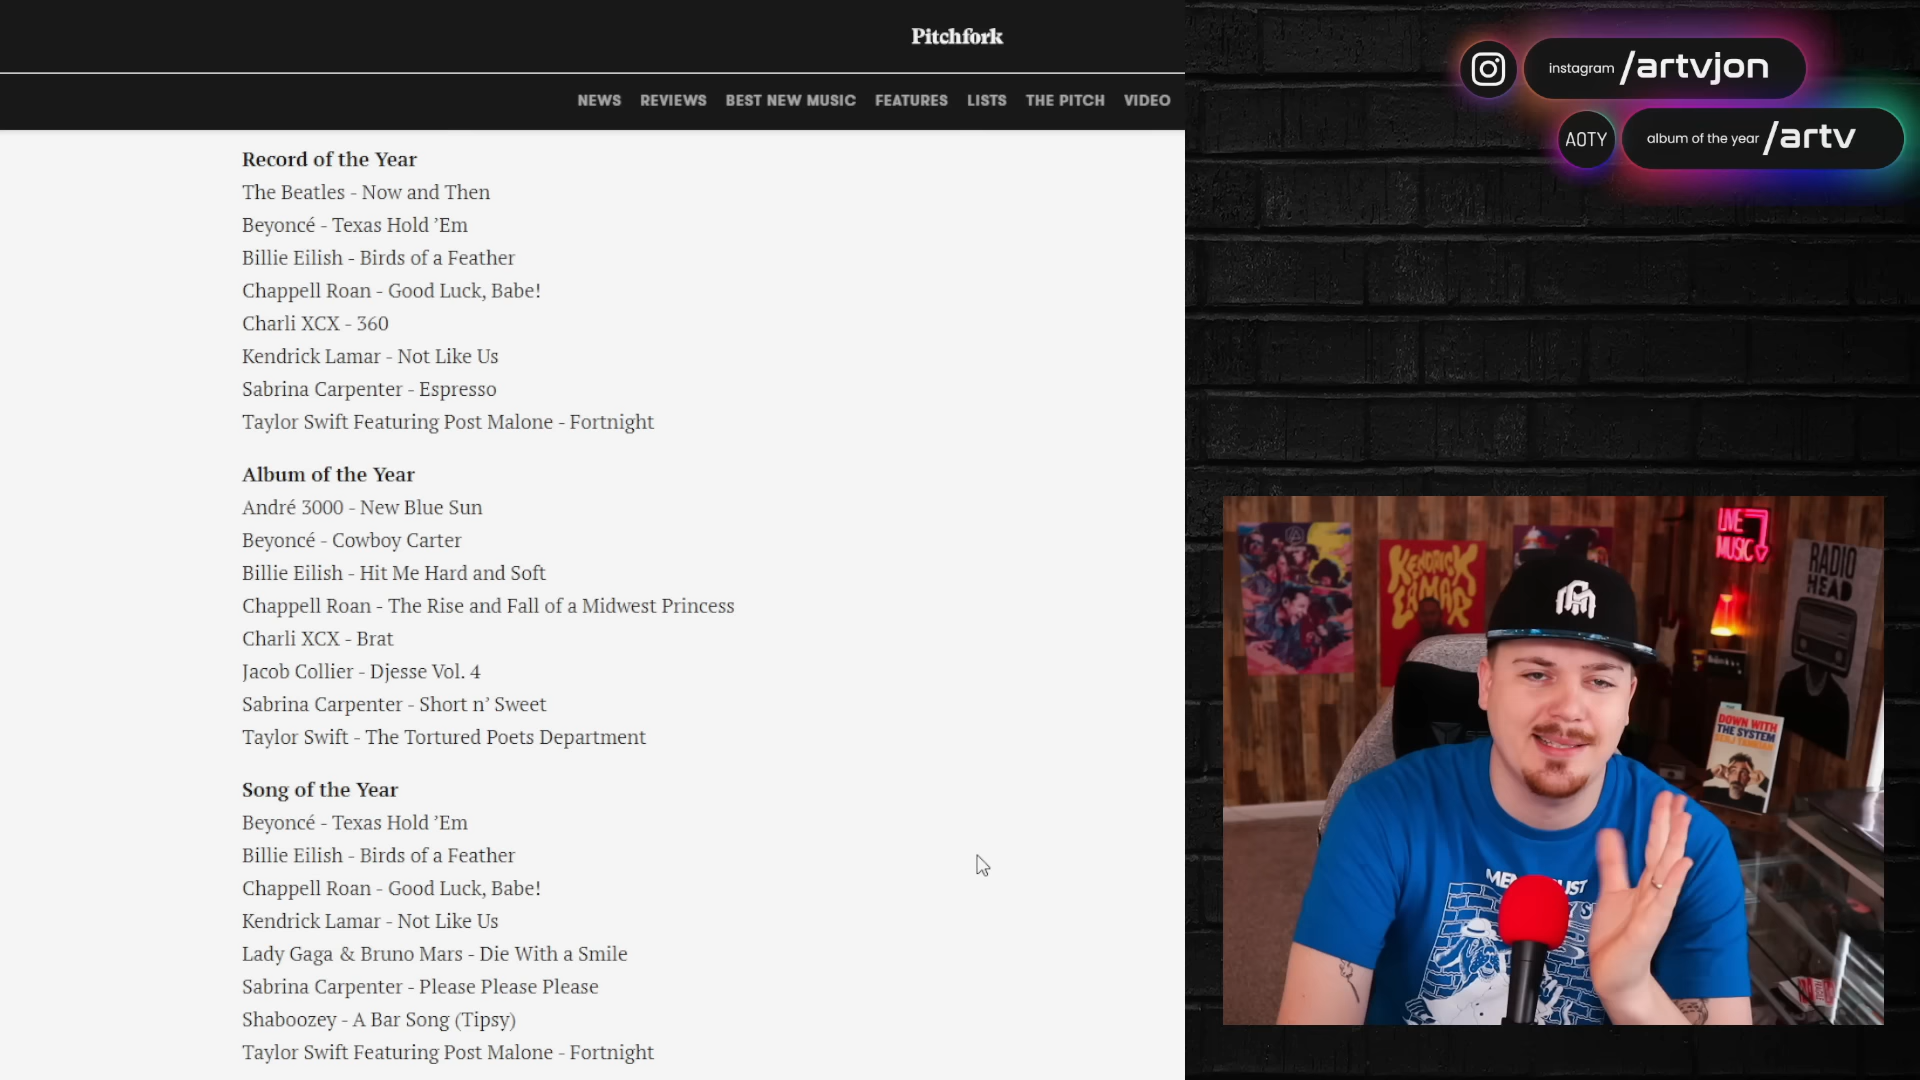 Pitchfork
NEWS REVIEWS BEST NEW MUSIC FEATURES LISTS THE PITCH VIDEO
Record of the Year
The Beatles - Now and Then
Beyoncé - Texas Hold ’Em
Billie Eilish - Birds of a Feather
Chappell Roan - Good Luck, Babe!
Charli XCX - 360
Kendrick Lamar - Not Like Us
Sabrina Carpenter - Espresso
Taylor Swift Featuring Post Malone - Fortnight
Album of the Year
André 3000 - New Blue Sun
Beyoncé - Cowboy Carter
Billie Eilish - Hit Me Hard and Soft
Chappell Roan - The Rise and Fall of a Midwest Princess
Charli XCX - Brat
Jacob Collier - Djesse Vol. 4
Sabrina Carpenter - Short n’ Sweet
Taylor Swift - The Tortured Poets Department
Song of the Year
Beyoncé - Texas Hold ’Em
Billie Eilish - Birds of a Feather
Chappell Roan - Good Luck, Babe!
Kendrick Lamar - Not Like Us
Lady Gaga & Bruno Mars - Die With a Smile
Sabrina Carpenter - Please Please Please
Shaboozey - A Bar Song (Tipsy)
Taylor Swift Featuring Post Malone - Fortnight
instagram /artvjon
AOTY album of the year /artv
KENDRICK
LAMAR
LIVE
MUSIC
RADIO
HEAD
DOWN WITH
THE SYSTEM
SERJ TANKIAN